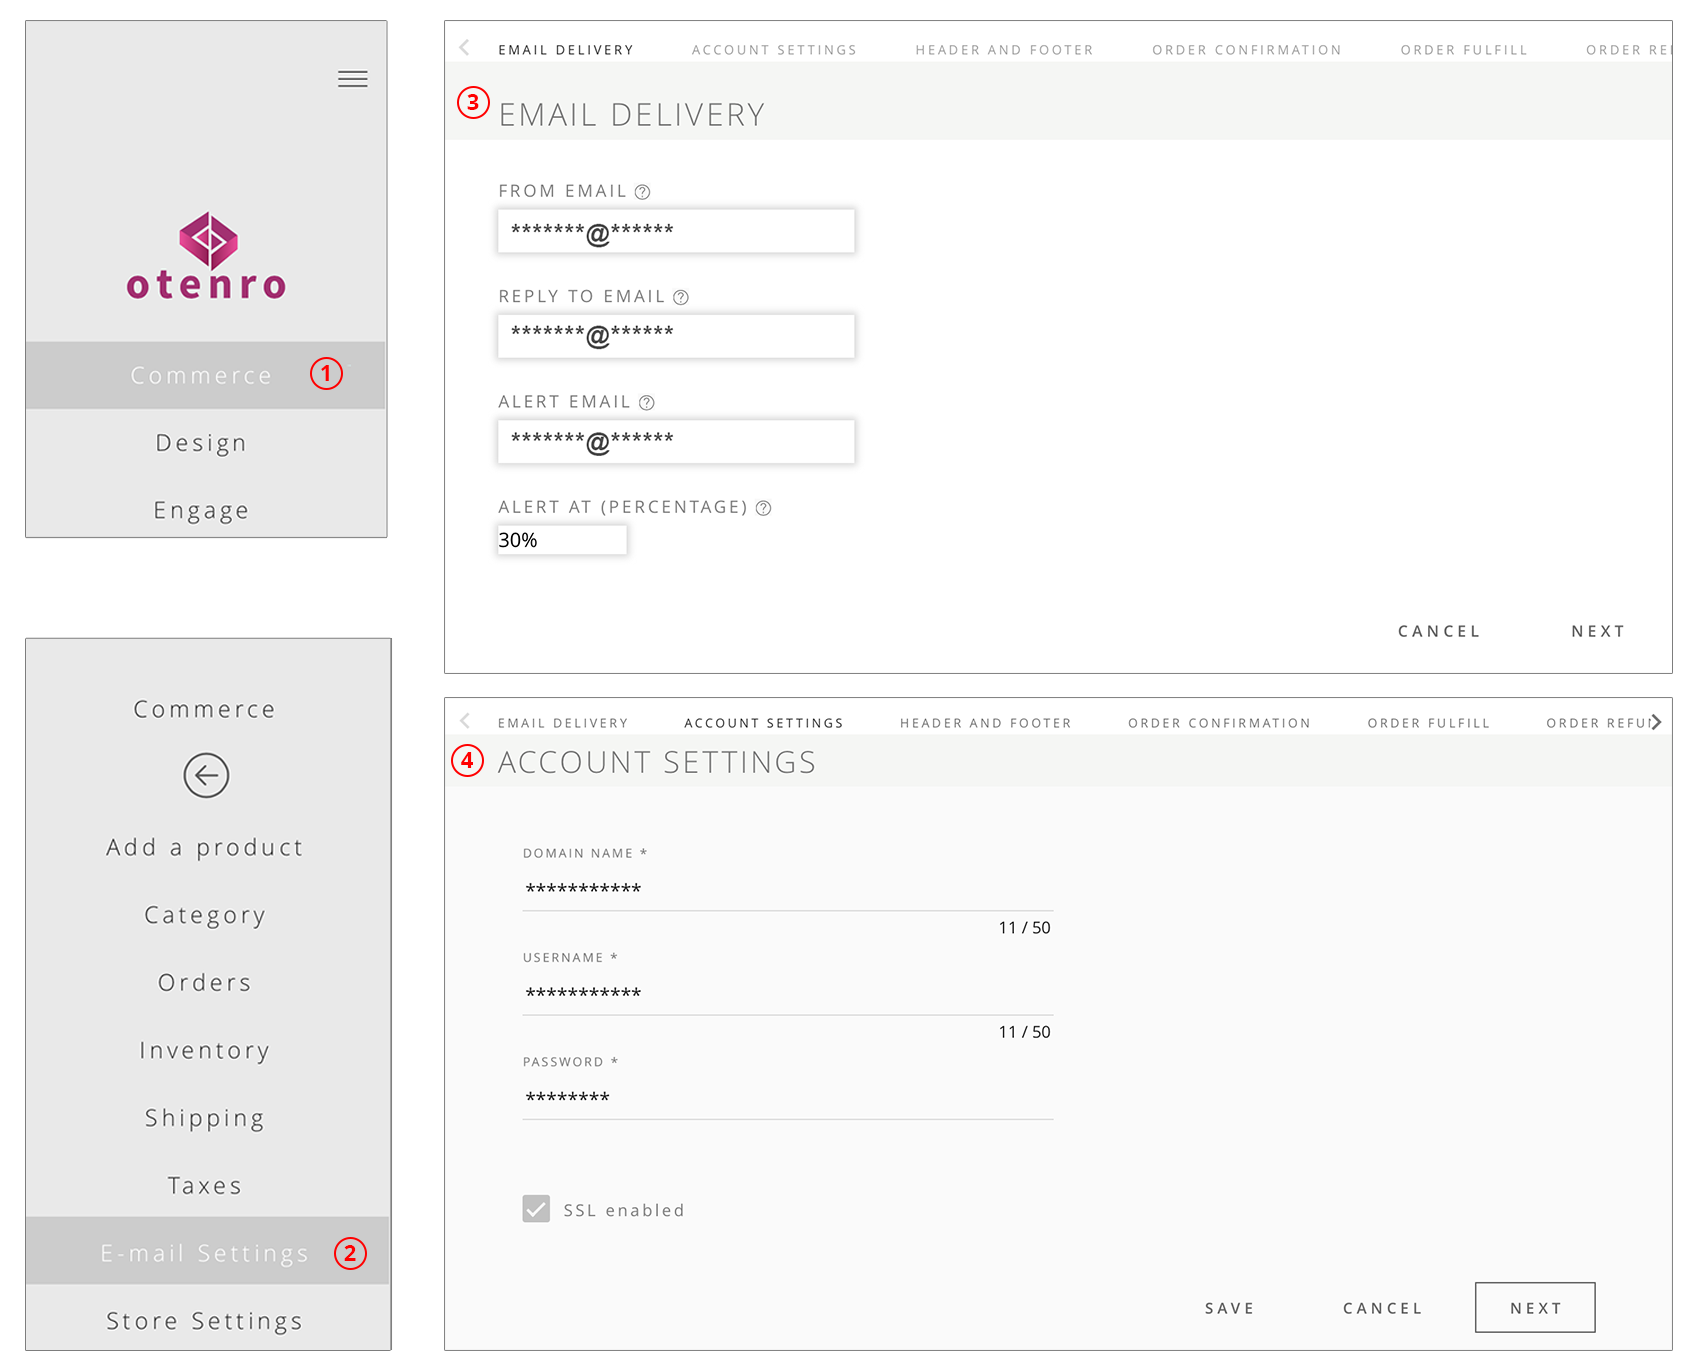 otenro
Commerce 1
Design
Engage
Commerce
Add a product
Category
Orders
Inventory
Shipping
Taxes
E-mail Settings 2
Store Settings
EMAIL DELIVERY ACCOUNT SETTINGS HEADER AND FOOTER ORDER CONFIRMATION ORDER FULFILL ORDER REI
3 EMAIL DELIVERY
FROM EMAIL ?
*******@******
REPLY TO EMAIL ?
*******@******
ALERT EMAIL ?
*******@******
ALERT AT (PERCENTAGE) ?
30%
CANCEL NEXT
EMAIL DELIVERY ACCOUNT SETTINGS HEADER AND FOOTER ORDER CONFIRMATION ORDER FULFILL ORDER REFU
4 ACCOUNT SETTINGS
DOMAIN NAME *
***********
11 / 50
USERNAME *
***********
11 / 50
PASSWORD *
********
SSL enabled
SAVE CANCEL NEXT